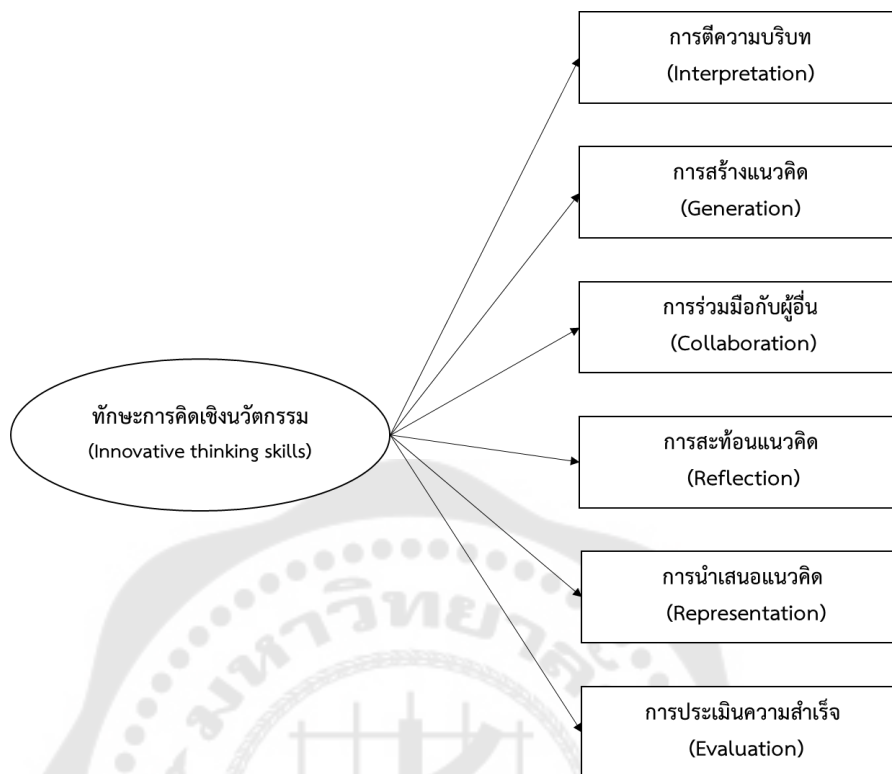 การตีความบริบท
(Interpretation)
การสร้างแนวคิด
(Generation)
การร่วมมือกับผู้อื่น
(Collaboration)
ทักษะการคิดเชิงนวัตกรรม
(Innovative thinking skills)
การสะท้อนแนวคิด
(Reflection)
การนำเสนอแนวคิด
(Representation)
การประเมินความสำเร็จ
(Evaluation)